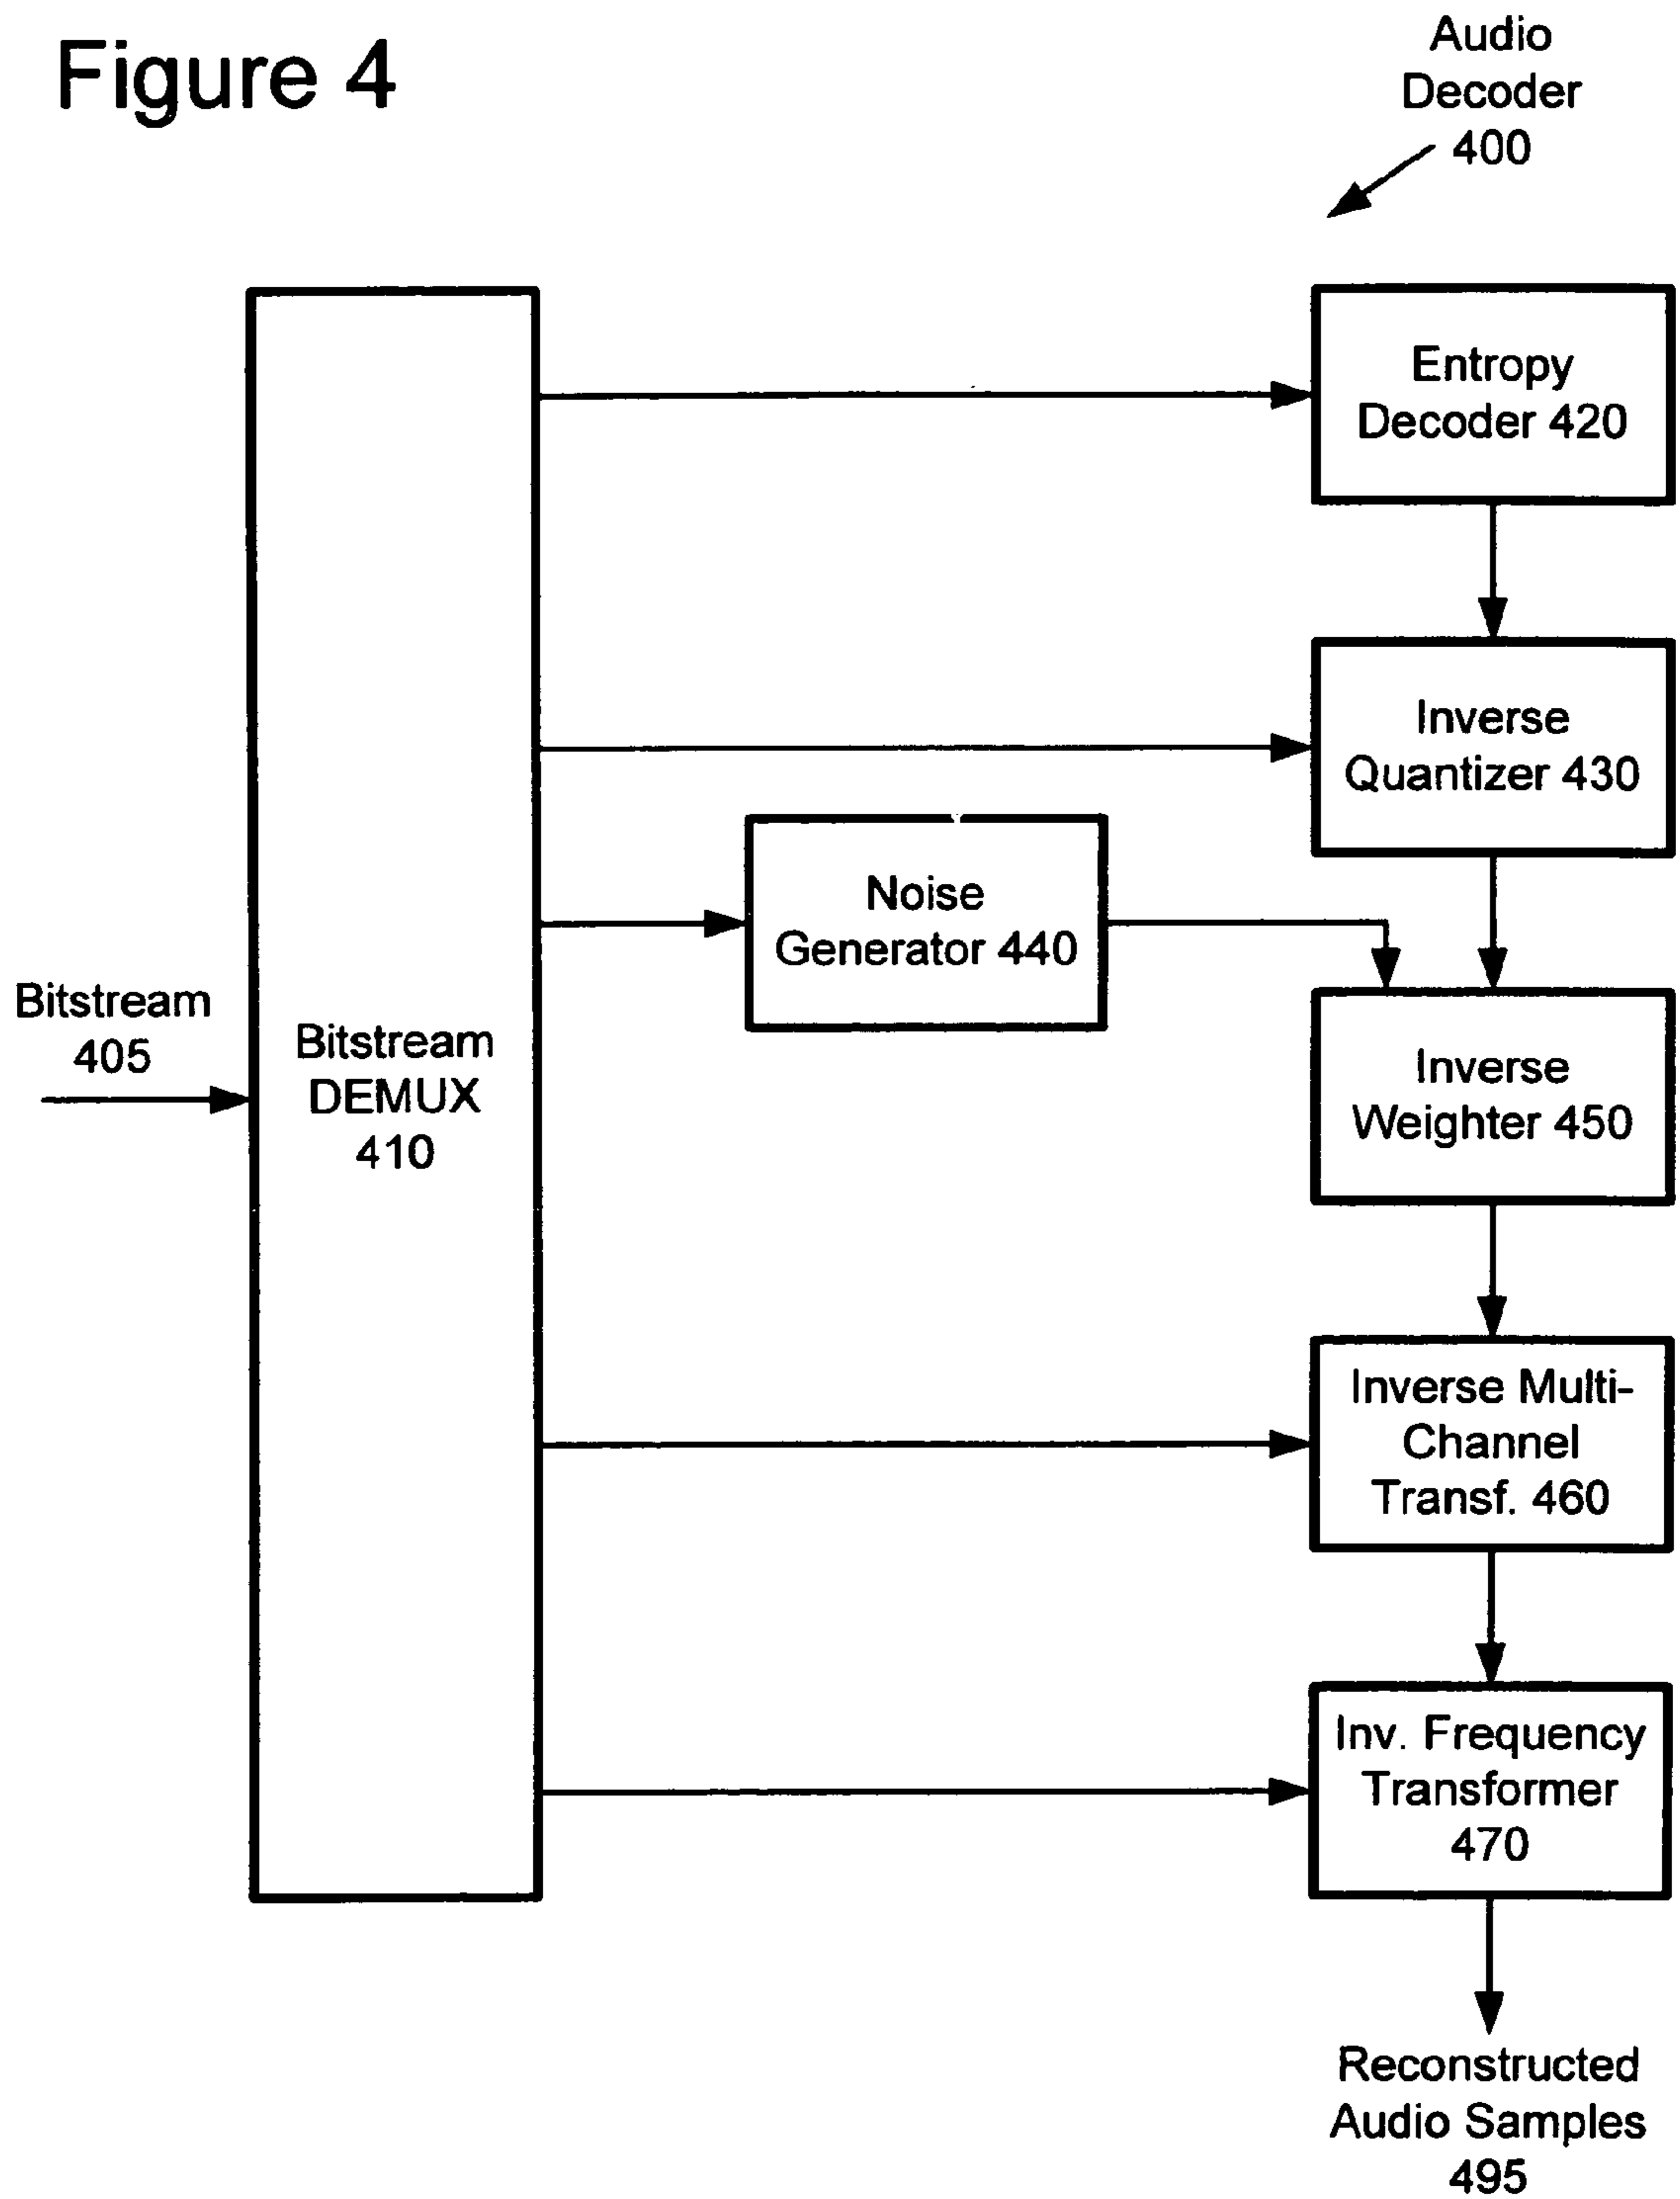 Figure 4
Audio
Decoder
400
Entropy
Decoder 420
Inverse
Quantizer 430
Noise
Generator 440
Bitstream
405
Bitstream
DEMUX
410
Inverse
Weighter 450
Inverse Multi-
Channel
Transf. 460
Inv. Frequency
Transformer
470
Reconstructed
Audio Samples
495